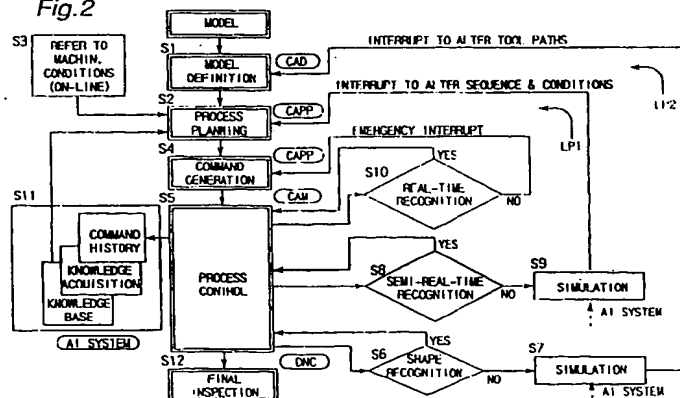 Fig.2
MODEL
S1
MODEL
DEFINITION
CAD
INTERRUPT TO ALTER TOOL PATHS
LP2
S3
REFER TO
MACHIN.
CONDITIONS
(ON-LINE)
S2
PROCESS
PLANNING
CAPP
INTERRUPT TO ALTER SEQUENCE & CONDITIONS
LP1
S4
COMMAND
GENERATION
CAPP
EMERGENCY INTERRUPT
S5
CAM
YES
S10
REAL-TIME
RECOGNITION
NO
S11
COMMAND
HISTORY
KNOWLEDGE
ACQUISITION
KNOWLEDGE
BASE
AI SYSTEM
PROCESS
CONTROL
YES
S8
SEMI-REAL-TIME
RECOGNITION
NO
S9
SIMULATION
AI SYSTEM
YES
S6
SHAPE
RECOGNITION
NO
S7
SIMULATION
AI SYSTEM
DNC
S12
FINAL
INSPECTION